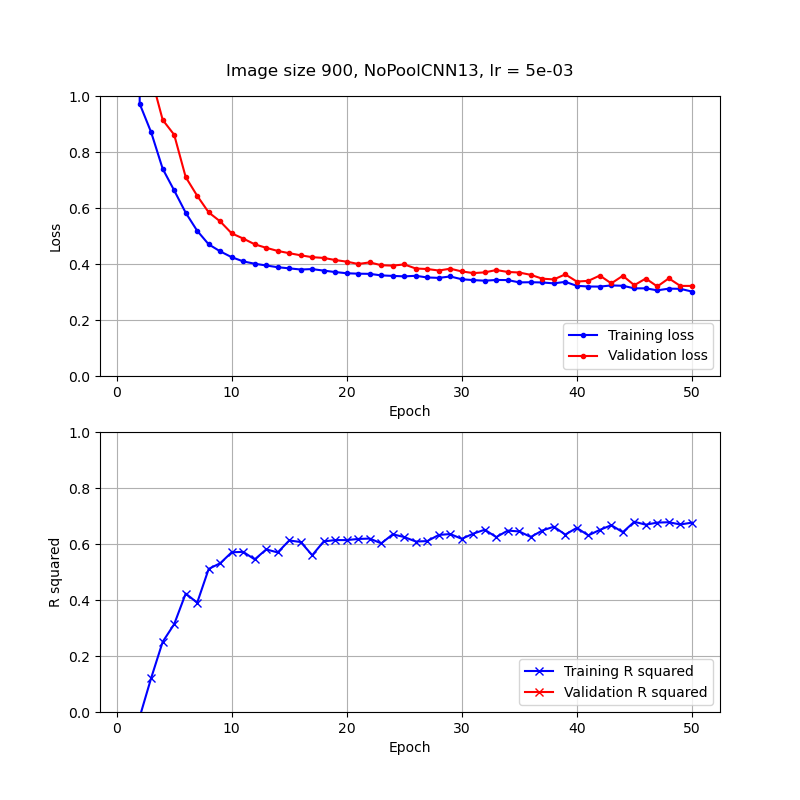 Image size 900, NoPoolCNN13, lr = 5e-03
1.0
0.8
0.6
0.4
0.2
0.0
Loss
Training loss
Validation loss
0 10 20 30 40 50
Epoch
1.0
0.8
0.6
0.4
0.2
0.0
R squared
Training R squared
Validation R squared
0 10 20 30 40 50
Epoch